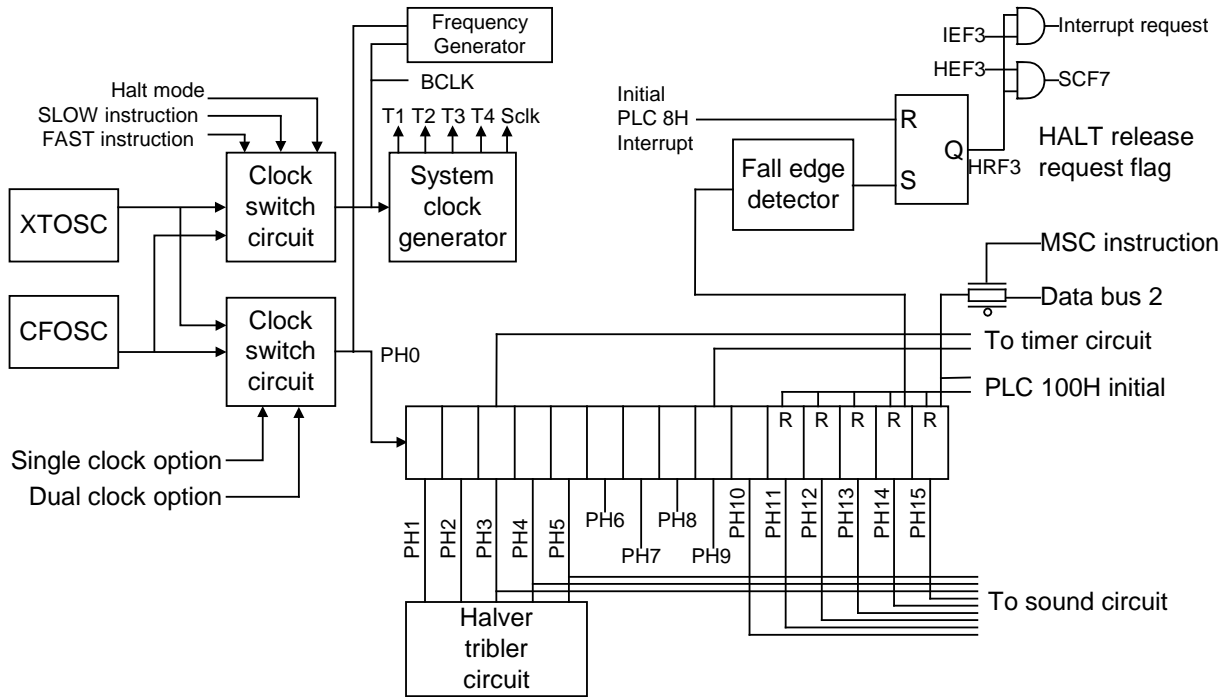 Frequency
Generator
Interrupt request
IEF3
HEF3
SCF7
BCLK
Halt mode
SLOW instruction
FAST instruction
T1 T2 T3 T4 Sclk
Initial
PLC 8H
Interrupt
R
Q
S
HRF3
HALT release
request flag
Clock
switch
circuit
System
clock
generator
Fall edge
detector
XTOSC
MSC instruction
Data bus 2
CFOSC
Clock
switch
circuit
PH0
To timer circuit
PLC 100H initial
R R R R R
Single clock option
Dual clock option
PH1
PH2
PH3
PH4
PH5
PH6
PH7
PH8
PH9
PH10
PH11
PH12
PH13
PH14
PH15
To sound circuit
Halver
tribler
circuit